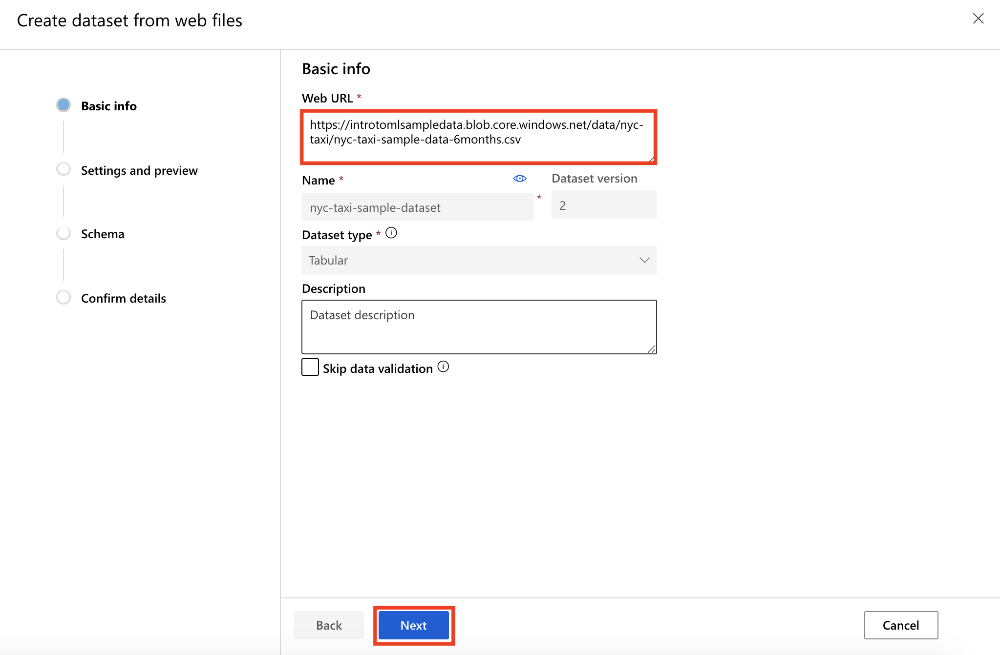 Create dataset from web files
Basic info
Settings and preview
Schema
Confirm details
Basic info
Web URL *
https://introtomlsampledata.blob.core.windows.net/data/nyc-
taxi/nyc-taxi-sample-data-6months.csv
Name *
Dataset version
nyc-taxi-sample-dataset
*
2
Dataset type *
Tabular
Description
Dataset description
Skip data validation
Back
Next
Cancel